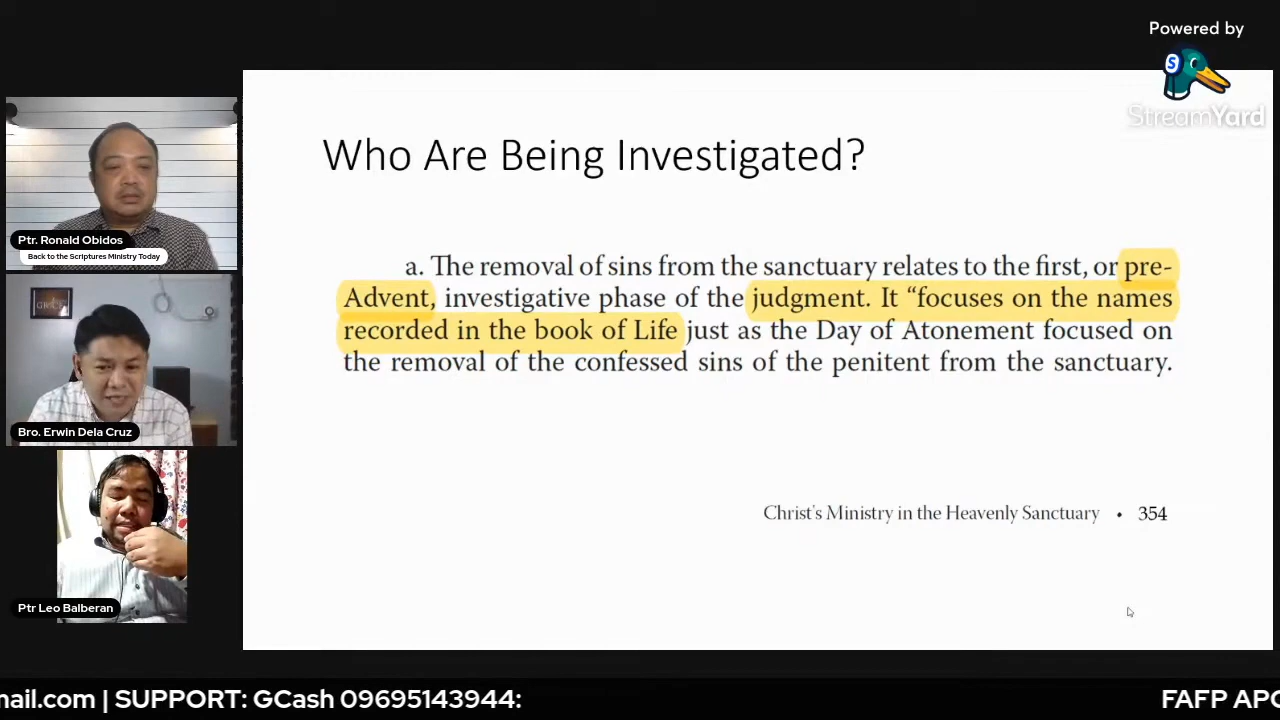 Powered by
StreamYard
Who Are Being Investigated?
a. The removal of sins from the sanctuary relates to the first, or pre-
Advent, investigative phase of the judgment. It “focuses on the names
recorded in the book of Life just as the Day of Atonement focused on
the removal of the confessed sins of the penitent from the sanctuary.
Christ's Ministry in the Heavenly Sanctuary • 354
Ptr. Ronald Obidos
Back to the Scriptures Ministry Today
Bro. Erwin Dela Cruz
Ptr Leo Balberan
mail.com | SUPPORT: GCash 09695143944:
FAFP APO